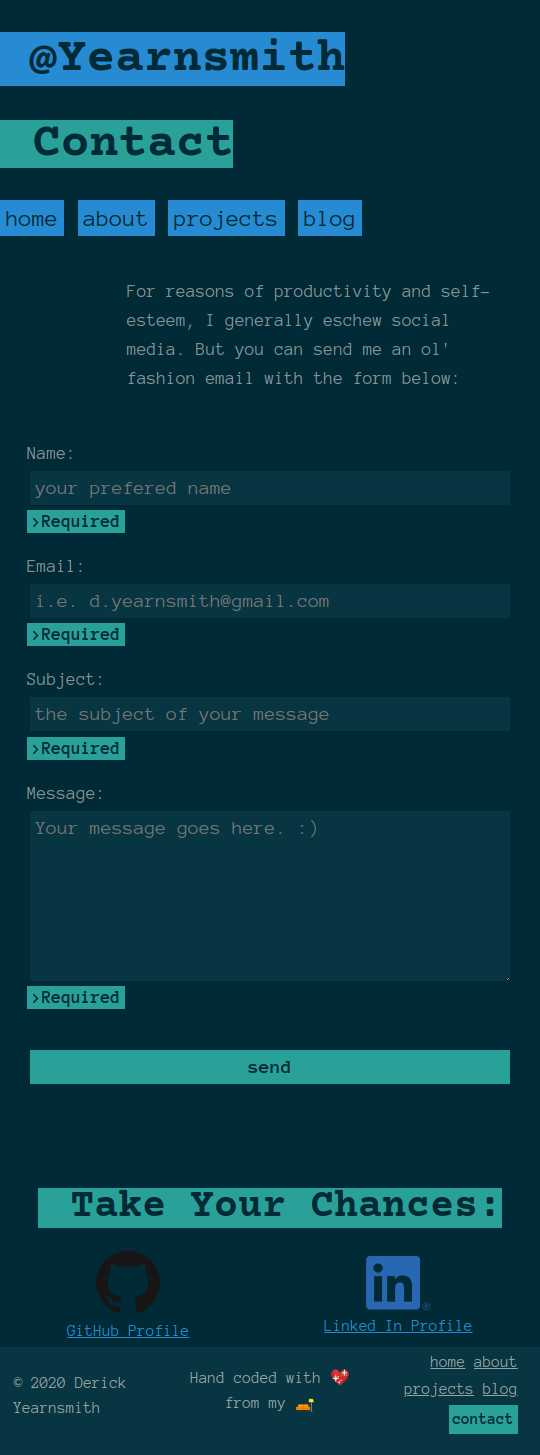 @Yearnsmith
Contact
home about projects blog
For reasons of productivity and self-
esteem, I generally eschew social
media. But you can send me an ol'
fashion email with the form below:
Name:
your prefered name
>Required
Email:
i.e. d.yearnsmith@gmail.com
>Required
Subject:
the subject of your message
>Required
Message:
Your message goes here. :)
>Required
send
Take Your Chances:
in®
GitHub Profile
Linked In Profile
© 2020 Derick
Yearnsmith
Hand coded with 💖
from my 🛋️
home about
projects blog
contact